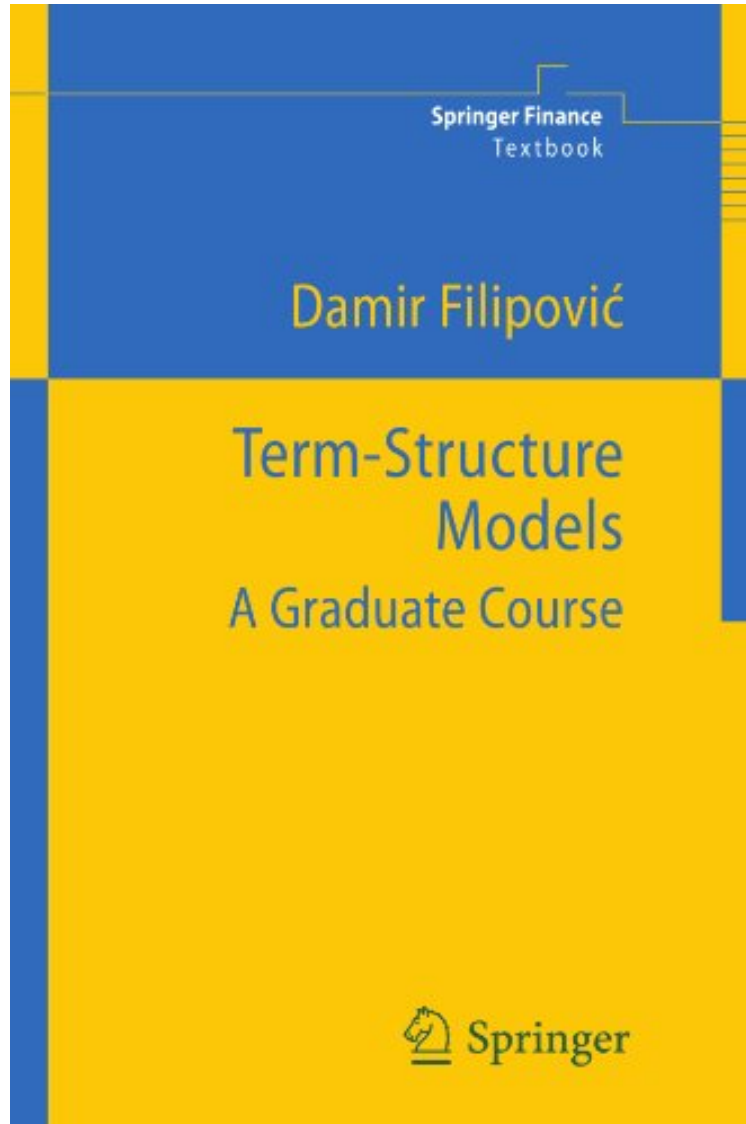 Springer Finance
Textbook
Damir Filipović
Term-Structure
Models
A Graduate Course
Springer